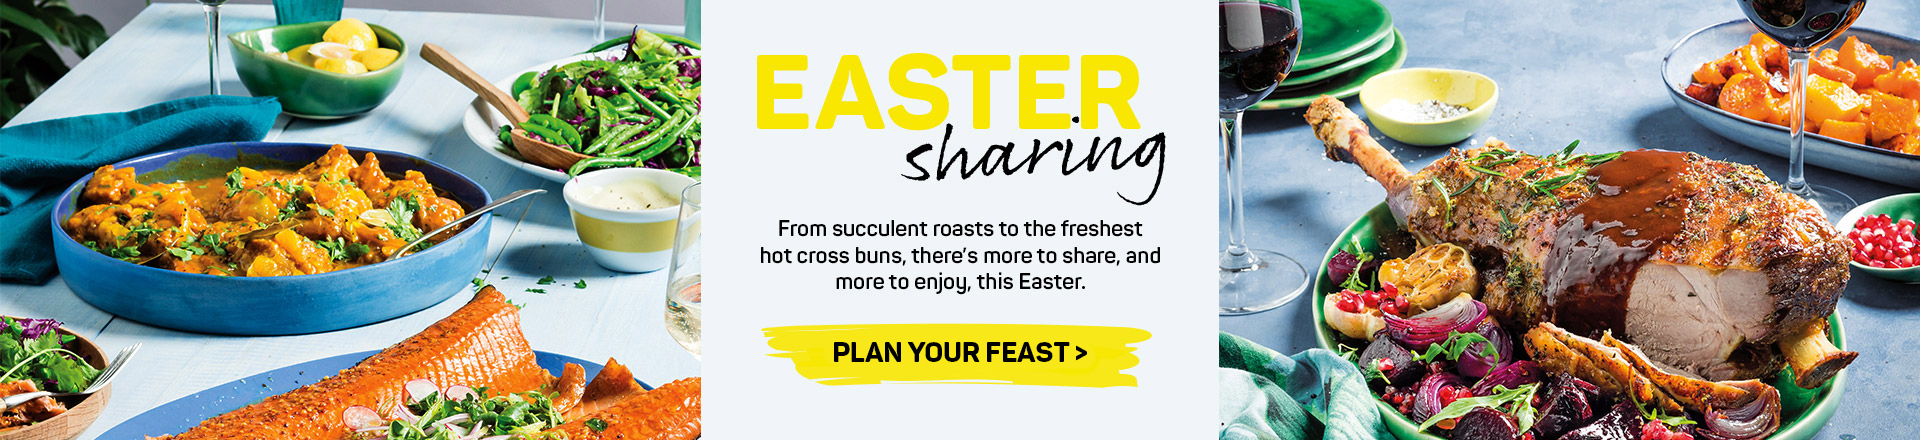 EASTER
sharing
From succulent roasts to the freshest
hot cross buns, there's more to share, and
more to enjoy, this Easter.
PLAN YOUR FEAST >